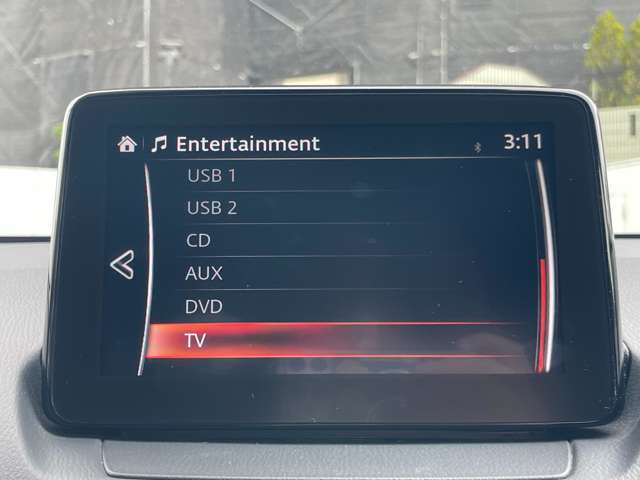 Entertainment 3:11
USB 1
USB 2
CD
AUX
DVD
TV